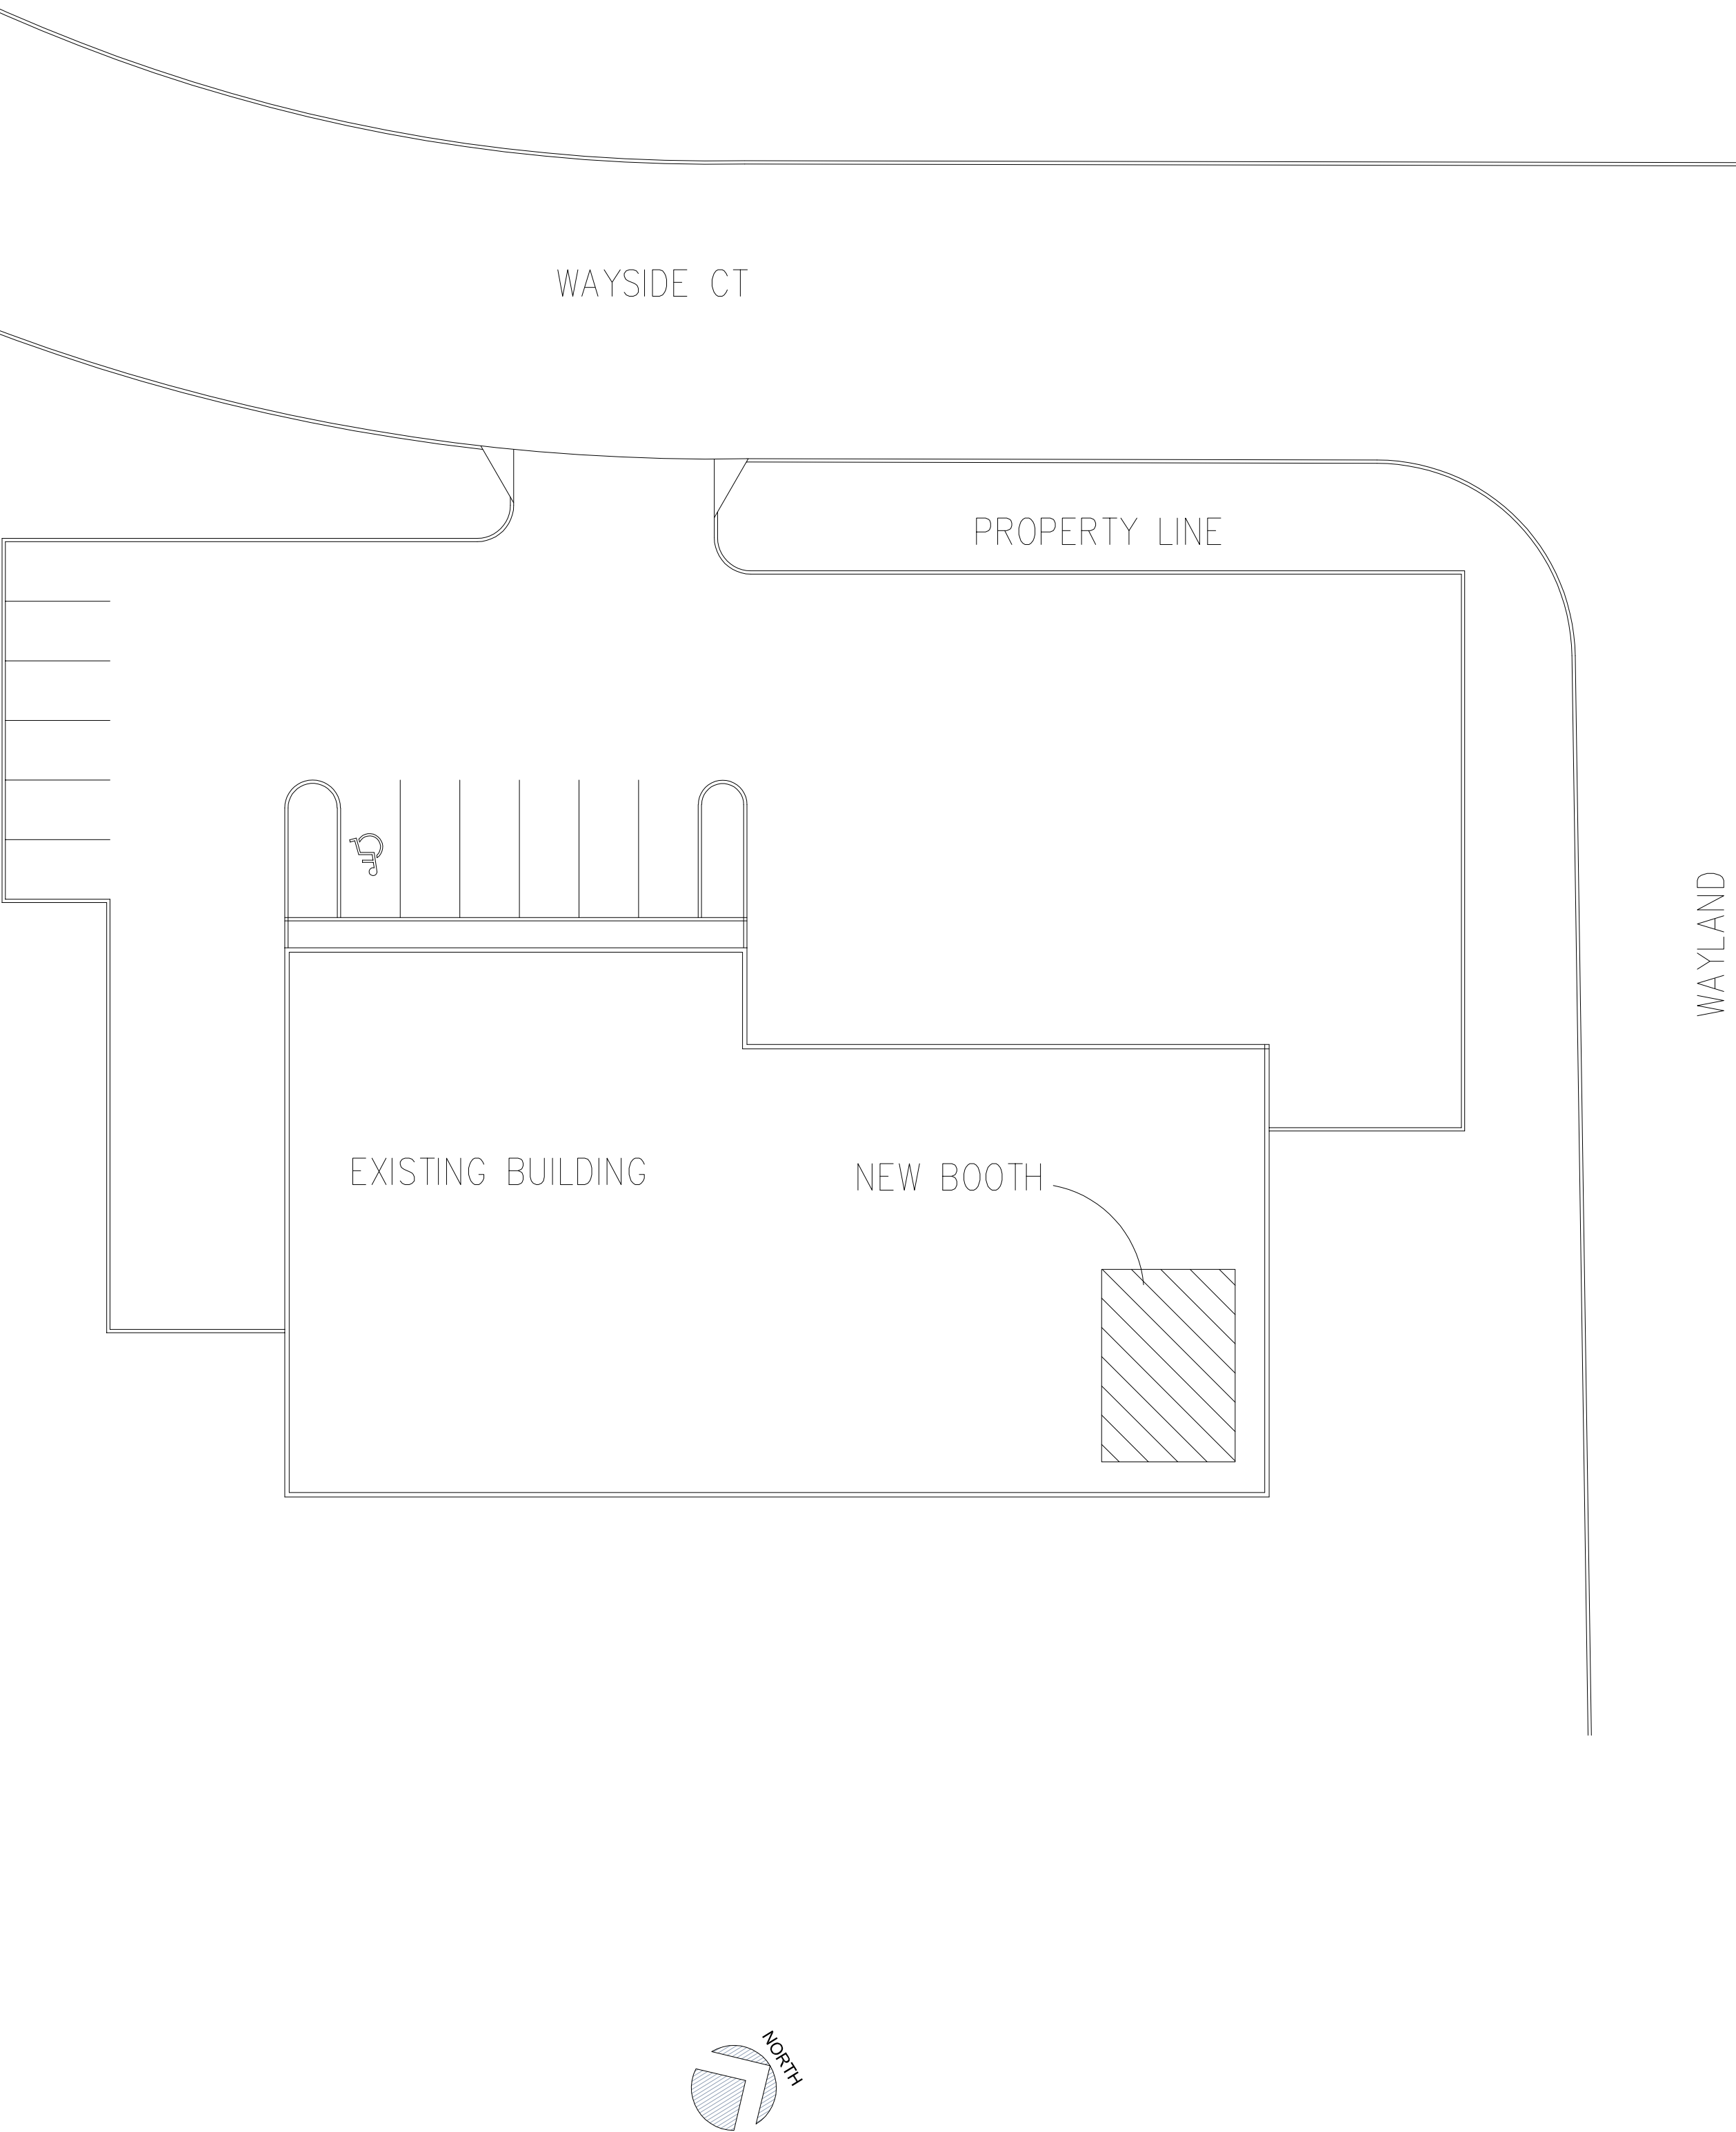 WAYSIDE CT
PROPERTY LINE
WAYLAND
EXISTING BUILDING
NEW BOOTH
NORTH